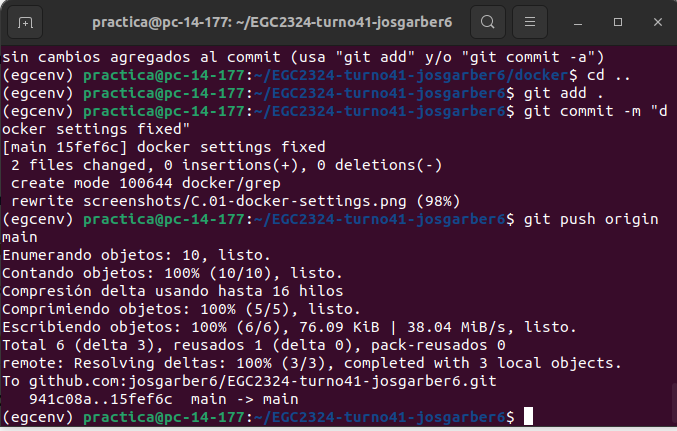 practica@pc-14-177: ~/EGC2324-turno41-josgarber6
sin cambios agregados al commit (usa "git add" y/o "git commit -a")
(egcenv) practica@pc-14-177:~/EGC2324-turno41-josgarber6/docker$ cd ..
(egcenv) practica@pc-14-177:~/EGC2324-turno41-josgarber6$ git add .
(egcenv) practica@pc-14-177:~/EGC2324-turno41-josgarber6$ git commit -m "d
ocker settings fixed"
[main 15fef6c] docker settings fixed
 2 files changed, 0 insertions(+), 0 deletions(-)
 create mode 100644 docker/grep
 rewrite screenshots/C.01-docker-settings.png (98%)
(egcenv) practica@pc-14-177:~/EGC2324-turno41-josgarber6$ git push origin
main
Enumerando objetos: 10, listo.
Contando objetos: 100% (10/10), listo.
Compresión delta usando hasta 16 hilos
Comprimiendo objetos: 100% (5/5), listo.
Escribiendo objetos: 100% (6/6), 76.09 KiB | 38.04 MiB/s, listo.
Total 6 (delta 3), reusados 1 (delta 0), pack-reusados 0
remote: Resolving deltas: 100% (3/3), completed with 3 local objects.
To github.com:josgarber6/EGC2324-turno41-josgarber6.git
   941c08a..15fef6c  main -> main
(egcenv) practica@pc-14-177:~/EGC2324-turno41-josgarber6$